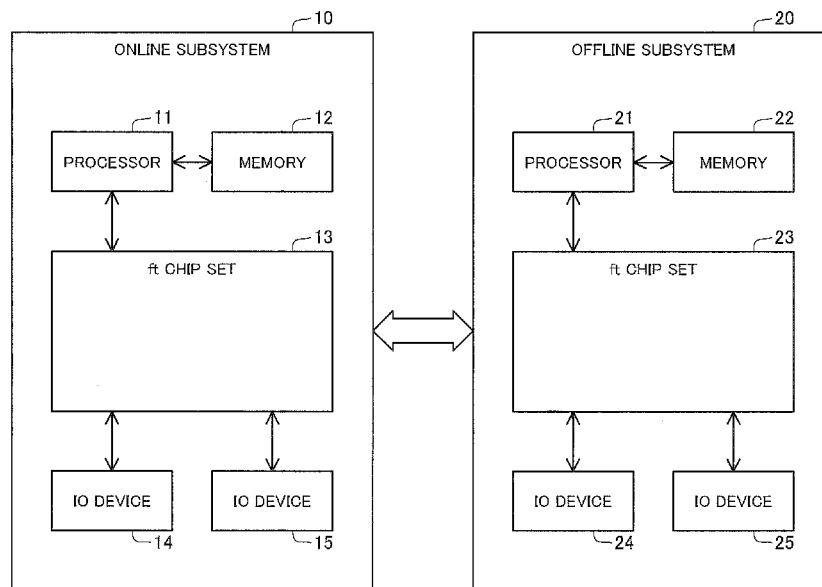 10
ONLINE SUBSYSTEM
11
12
PROCESSOR
MEMORY
13
ft CHIP SET
IO DEVICE
IO DEVICE
14
15
20
OFFLINE SUBSYSTEM
21
22
PROCESSOR
MEMORY
23
ft CHIP SET
IO DEVICE
IO DEVICE
24
25